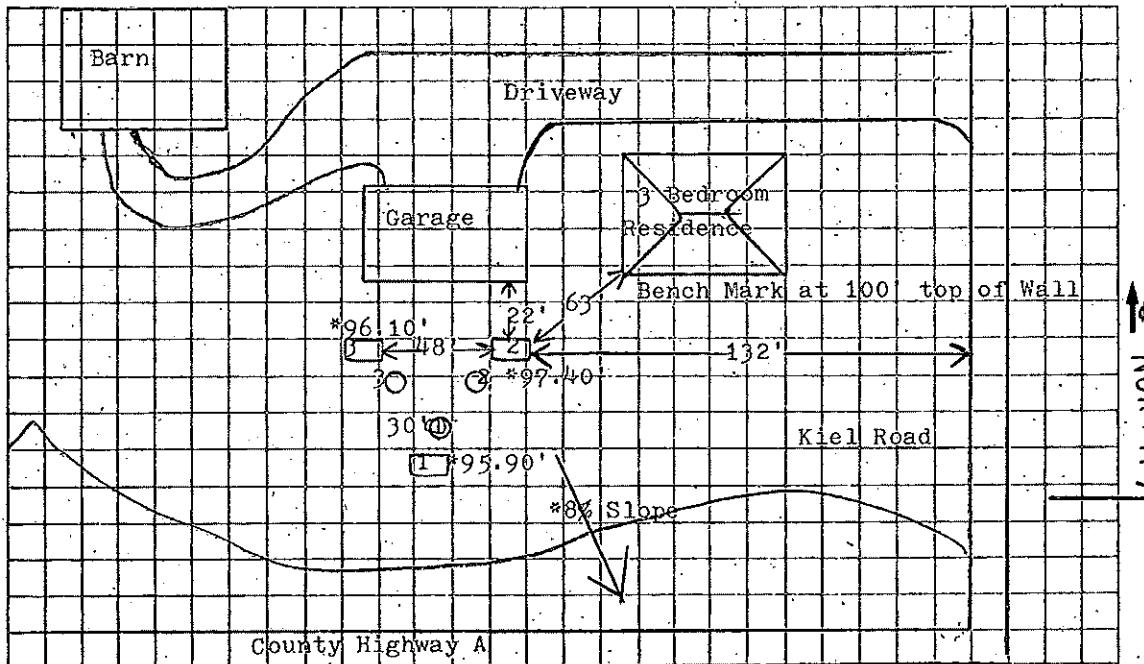 Barn
Driveway
3 Bedroom
Residence
Garage
Bench Mark at 100' top of Wall
63
22'
*96.10'
3
48'
2
132'
3
2
*97.40'
30'
1
Kiel Road
1
*95.90'
*8% Slope
County Highway A